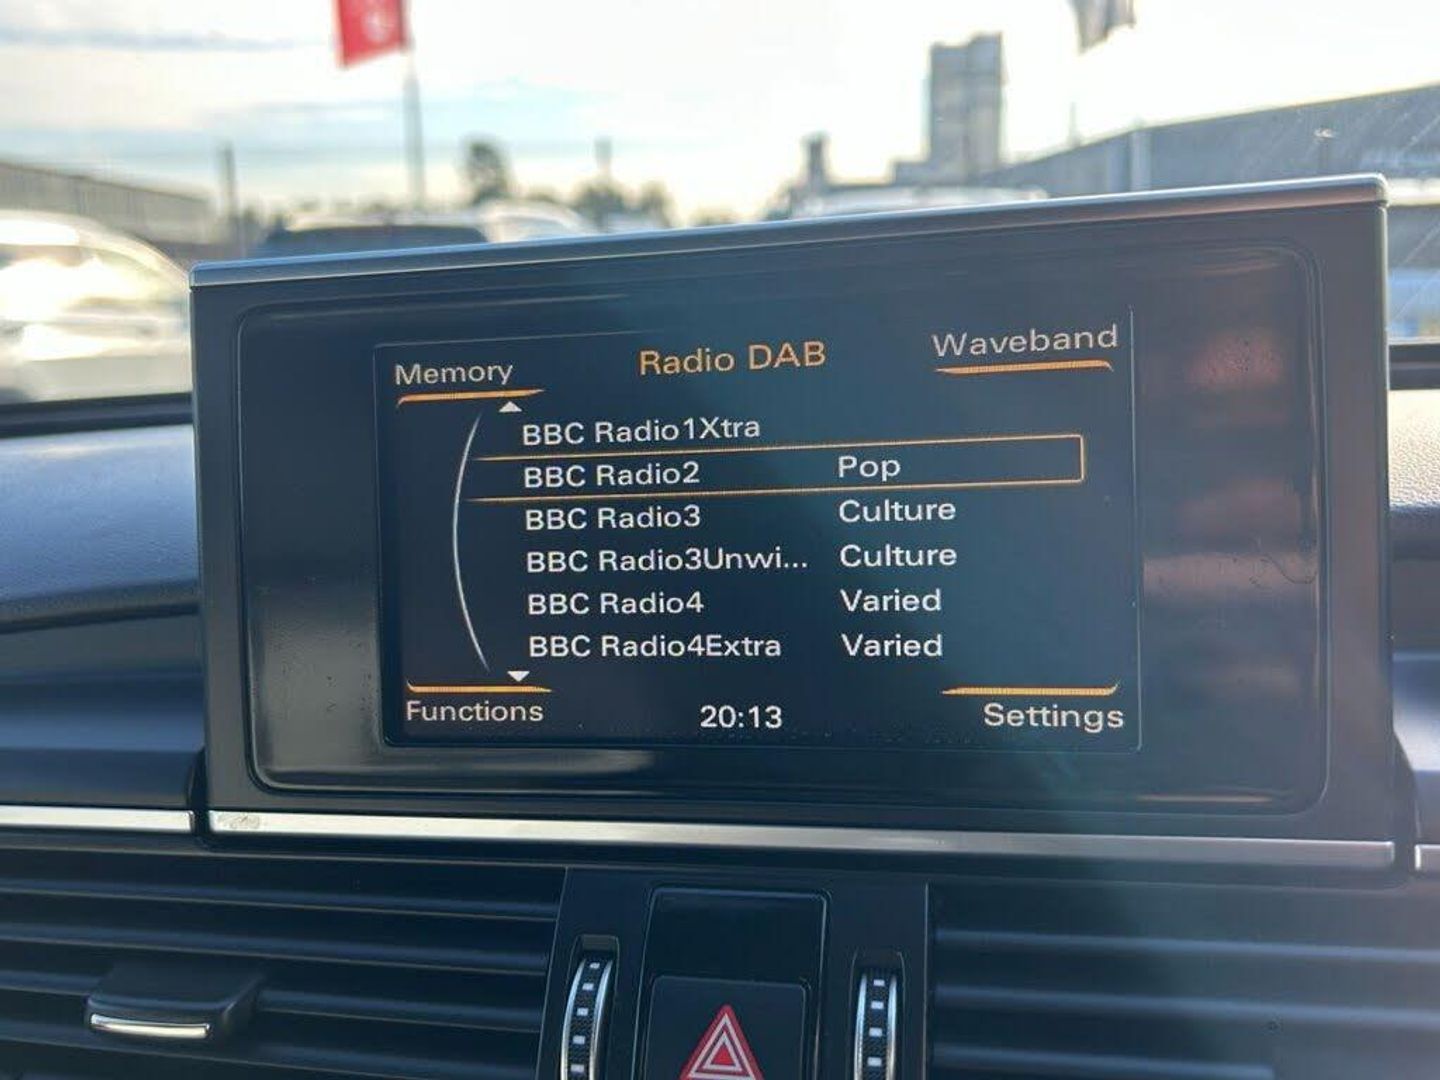 Memory Radio DAB Waveband
BBC Radio1Xtra
BBC Radio2 Pop
BBC Radio3 Culture
BBC Radio3Unwi... Culture
BBC Radio4 Varied
BBC Radio4Extra Varied
Functions 20:13 Settings